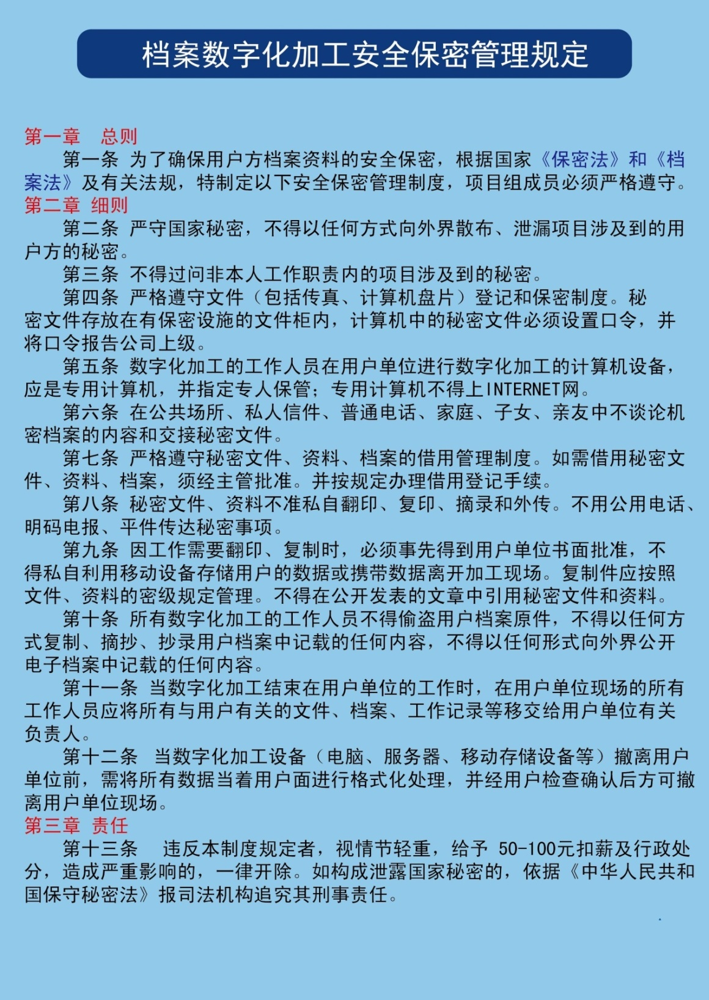 档案数字化加工安全保密管理规定
第一章 总则
第一条 为了确保用户方档案资料的安全保密，根据国家《保密法》和《档
案法》及有关法规，特制定以下安全保密管理制度，项目组成员必须严格遵守。
第二章 细则
第二条 严守国家秘密，不得以任何方式向外界散布、泄漏项目涉及到的用
户方的秘密。
第三条 不得过问非本人工作职责内的项目涉及到的秘密。
第四条 严格遵守文件（包括传真、计算机盘片）登记和保密制度。秘
密文件存放在有保密设施的文件柜内，计算机中的秘密文件必须设置口令，并
将口令报告公司上级。
第五条 数字化加工的工作人员在用户单位进行数字化加工的计算机设备，
应是专用计算机，并指定专人保管；专用计算机不得上INTERNET网。
第六条 在公共场所、私人信件、普通电话、家庭、子女、亲友中不谈论机
密档案的内容和交接秘密文件。
第七条 严格遵守秘密文件、资料、档案的借用管理制度。如需借用秘密文
件、资料、档案，须经主管批准。并按规定办理借用登记手续。
第八条 秘密文件、资料不准私自翻印、复印、摘录和外传。不用公用电话、
明码电报、平件传达秘密事项。
第九条 因工作需要翻印、复制时，必须事先得到用户单位书面批准，不
得私自利用移动设备存储用户的数据或携带数据离开加工现场。复制件应按照
文件、资料的密级规定管理。不得在公开发表的文章中引用秘密文件和资料。
第十条 所有数字化加工的工作人员不得偷盗用户档案原件，不得以任何方
式复制、摘抄、抄录用户档案中记载的任何内容，不得以任何形式向外界公开
电子档案中记载的任何内容。
第十一条 当数字化加工结束在用户单位的工作时，在用户单位现场的所有
工作人员应将所有与用户有关的文件、档案、工作记录等移交给用户单位有关
负责人。
第十二条 当数字化加工设备（电脑、服务器、移动存储设备等）撤离用户
单位前，需将所有数据当着用户面进行格式化处理，并经用户检查确认后方可撤
离用户单位现场。
第三章 责任
第十三条 违反本制度规定者，视情节轻重，给予 50-100元扣薪及行政处
分，造成严重影响的，一律开除。如构成泄露国家秘密的，依据《中华人民共和
国保守秘密法》报司法机构追究其刑事责任。